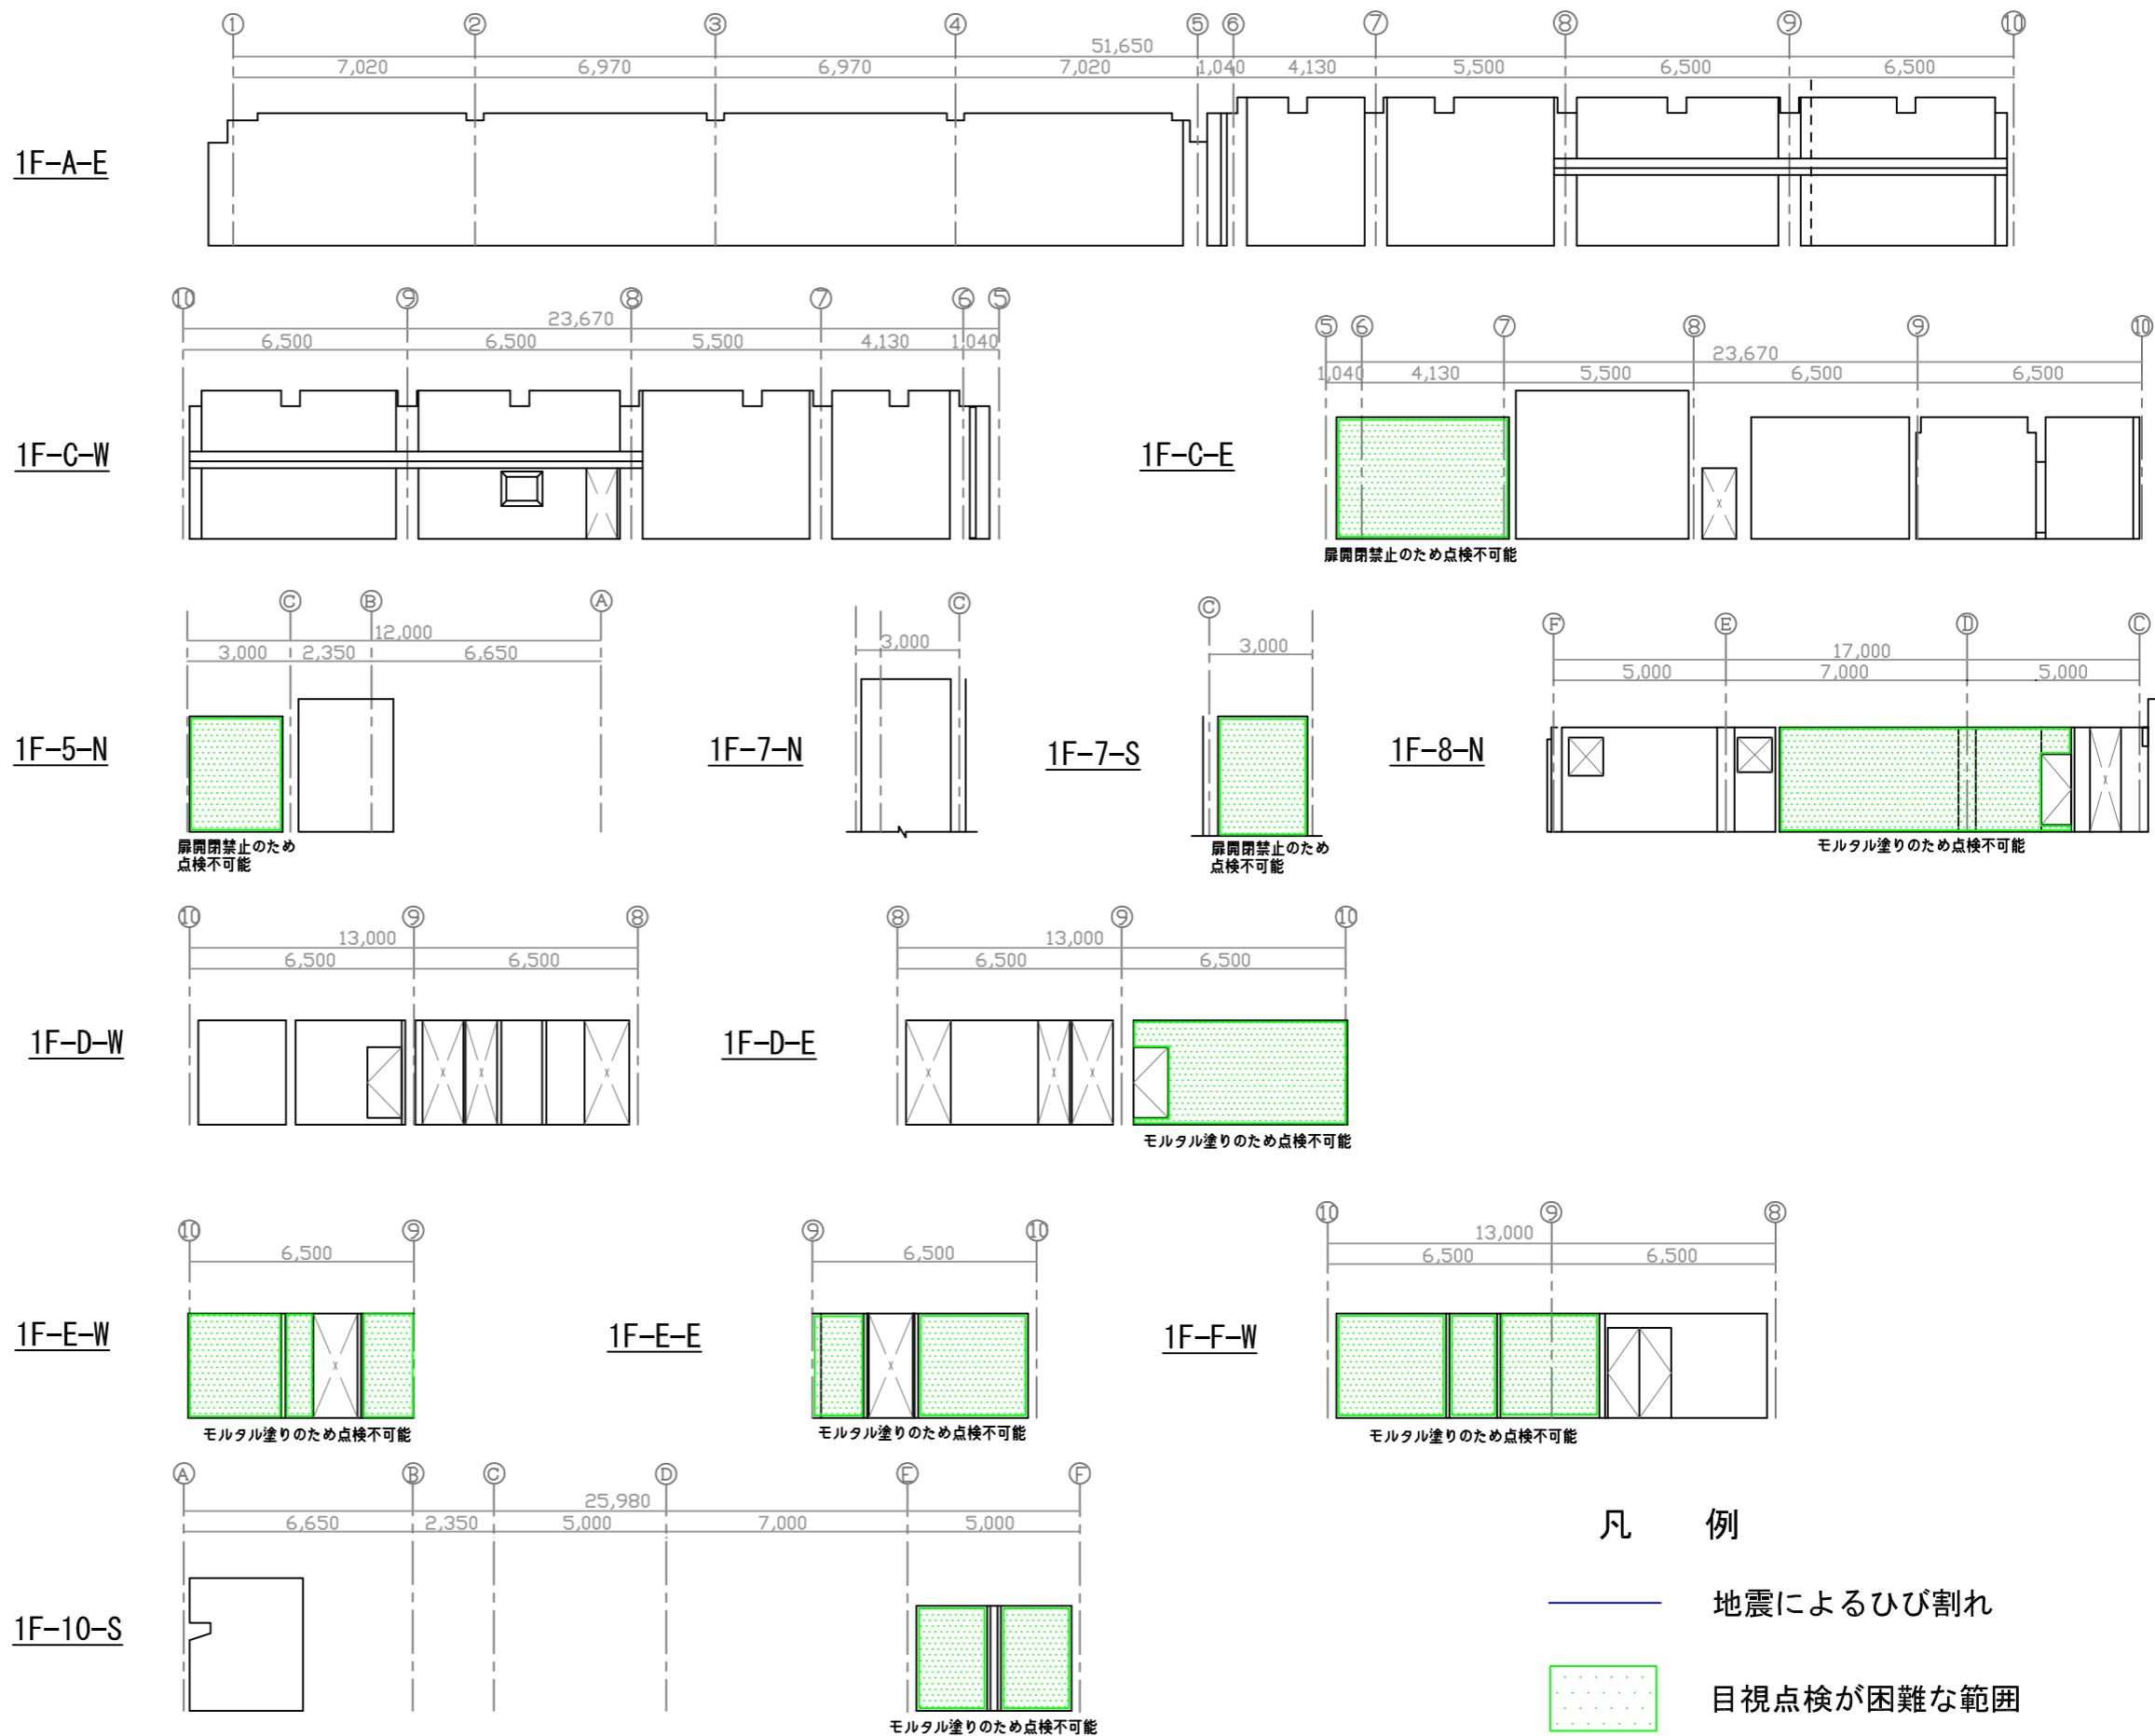 ① ② ③ ④ ⑤ ⑥ ⑦ ⑧ ⑨ ⑩
51,650
7,020 6,970 6,970 7,020 1,040 4,130 5,500 6,500 6,500
1F-A-E
⑩ ⑨ ⑧ ⑦ ⑥ ⑤
23,670
6,500 6,500 5,500 4,130 1,040
1F-C-W
⑤ ⑥ ⑦ ⑧ ⑨ ⑩
23,670
1,040 4,130 5,500 6,500 6,500
1F-C-E
X
扉開閉禁止のため点検不可能
Ⓒ Ⓑ Ⓐ
12,000
3,000 2,350 6,650
1F-5-N
扉開閉禁止のため
点検不可能
Ⓒ
3,000
1F-7-N
Ⓒ
3,000
1F-7-S
扉開閉禁止のため
点検不可能
Ⓕ Ⓔ Ⓓ Ⓒ
17,000
5,000 7,000 5,000
1F-8-N
X
モルタル塗りのため点検不可能
⑩ ⑨ ⑧
13,000
6,500 6,500
1F-D-W
X X X
⑧ ⑨ ⑩
13,000
6,500 6,500
1F-D-E
X X X
モルタル塗りのため点検不可能
⑩ ⑨
6,500
1F-E-W
X
モルタル塗りのため点検不可能
⑨ ⑩
6,500
1F-E-E
X
モルタル塗りのため点検不可能
⑩ ⑨ ⑧
13,000
6,500 6,500
1F-F-W
モルタル塗りのため点検不可能
Ⓐ Ⓑ Ⓒ Ⓓ Ⓔ Ⓕ
25,980
6,650 2,350 5,000 7,000 5,000
1F-10-S
モルタル塗りのため点検不可能
凡 例
地震によるひび割れ
目視点検が困難な範囲